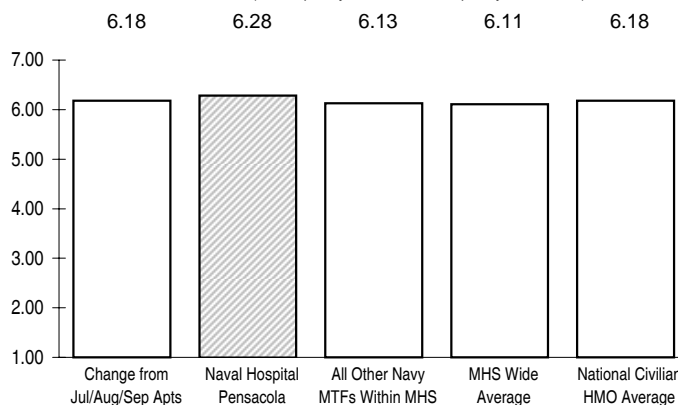 6.18 6.28 6.13 6.11 6.18
7.00
6.00
5.00
4.00
3.00
2.00
1.00
Change from Naval Hospital All Other Navy MHS Wide National Civilian
Jul/Aug/Sep Apts Pensacola MTFs Within MHS Average HMO Average